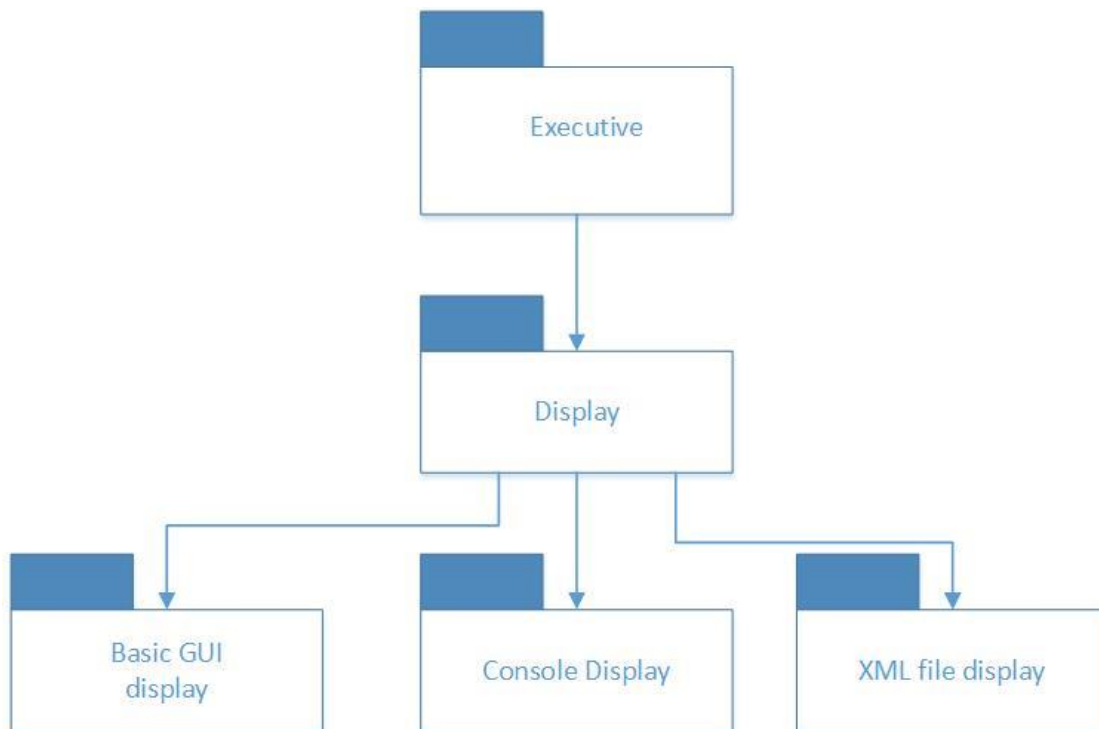 Executive
Display
Basic GUI
display
Console Display
XML file display